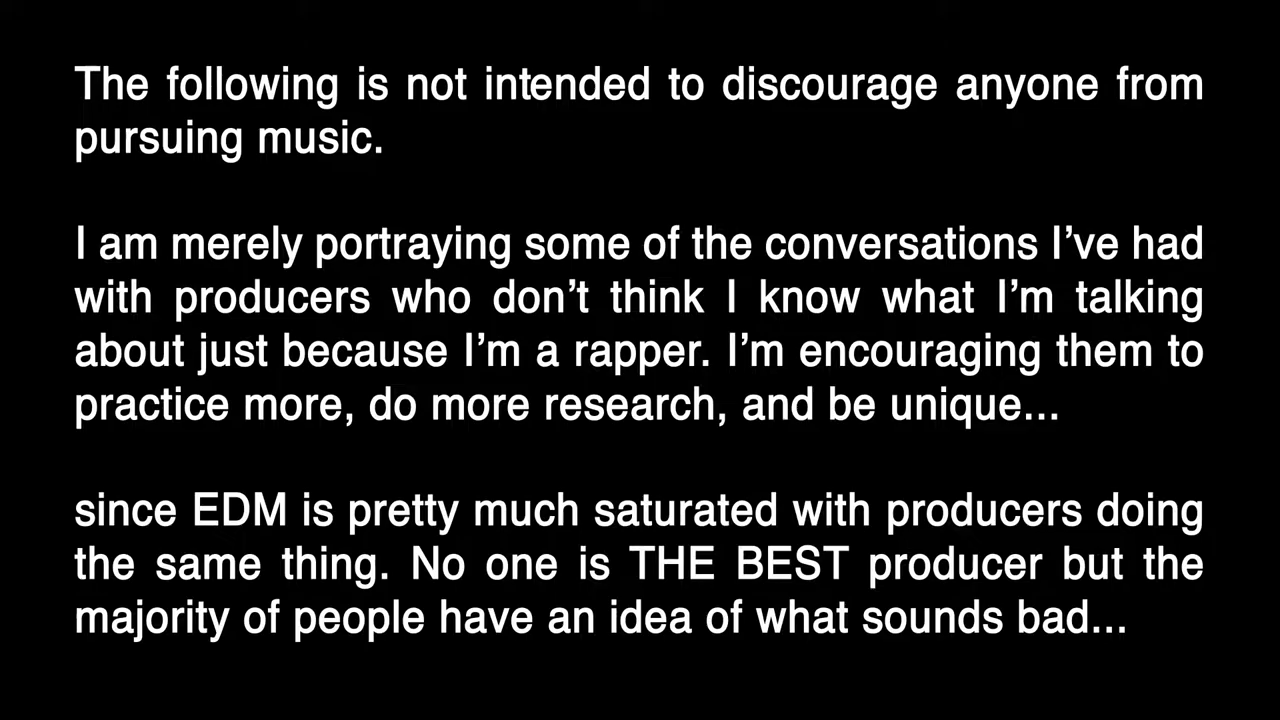 The following is not intended to discourage anyone from
pursuing music.
I am merely portraying some of the conversations I’ve had
with producers who don’t think I know what I’m talking
about just because I’m a rapper. I’m encouraging them to
practice more, do more research, and be unique...
since EDM is pretty much saturated with producers doing
the same thing. No one is THE BEST producer but the
majority of people have an idea of what sounds bad...